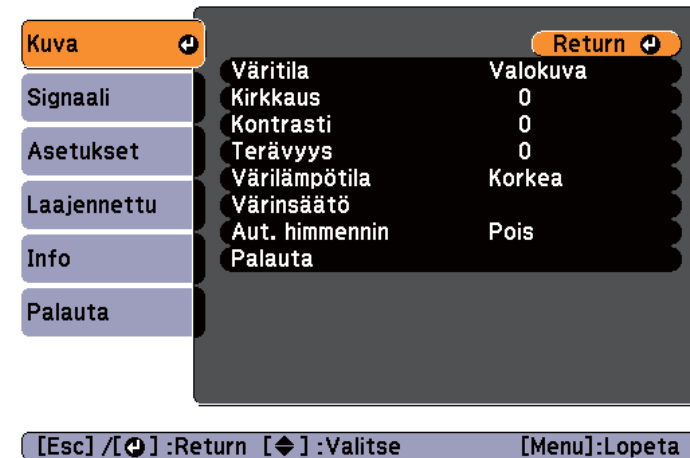 Kuva
Signaali
Asetukset
Laajennettu
Info
Palauta
Return
Väritila Valokuva
Kirkkaus 0
Kontrasti 0
Terävyys 0
Värilämpötila Korkea
Värinsäätö
Aut. himmennin Pois
Palauta
[Esc] /[⏎] :Return [◆] :Valitse [Menu]:Lopeta